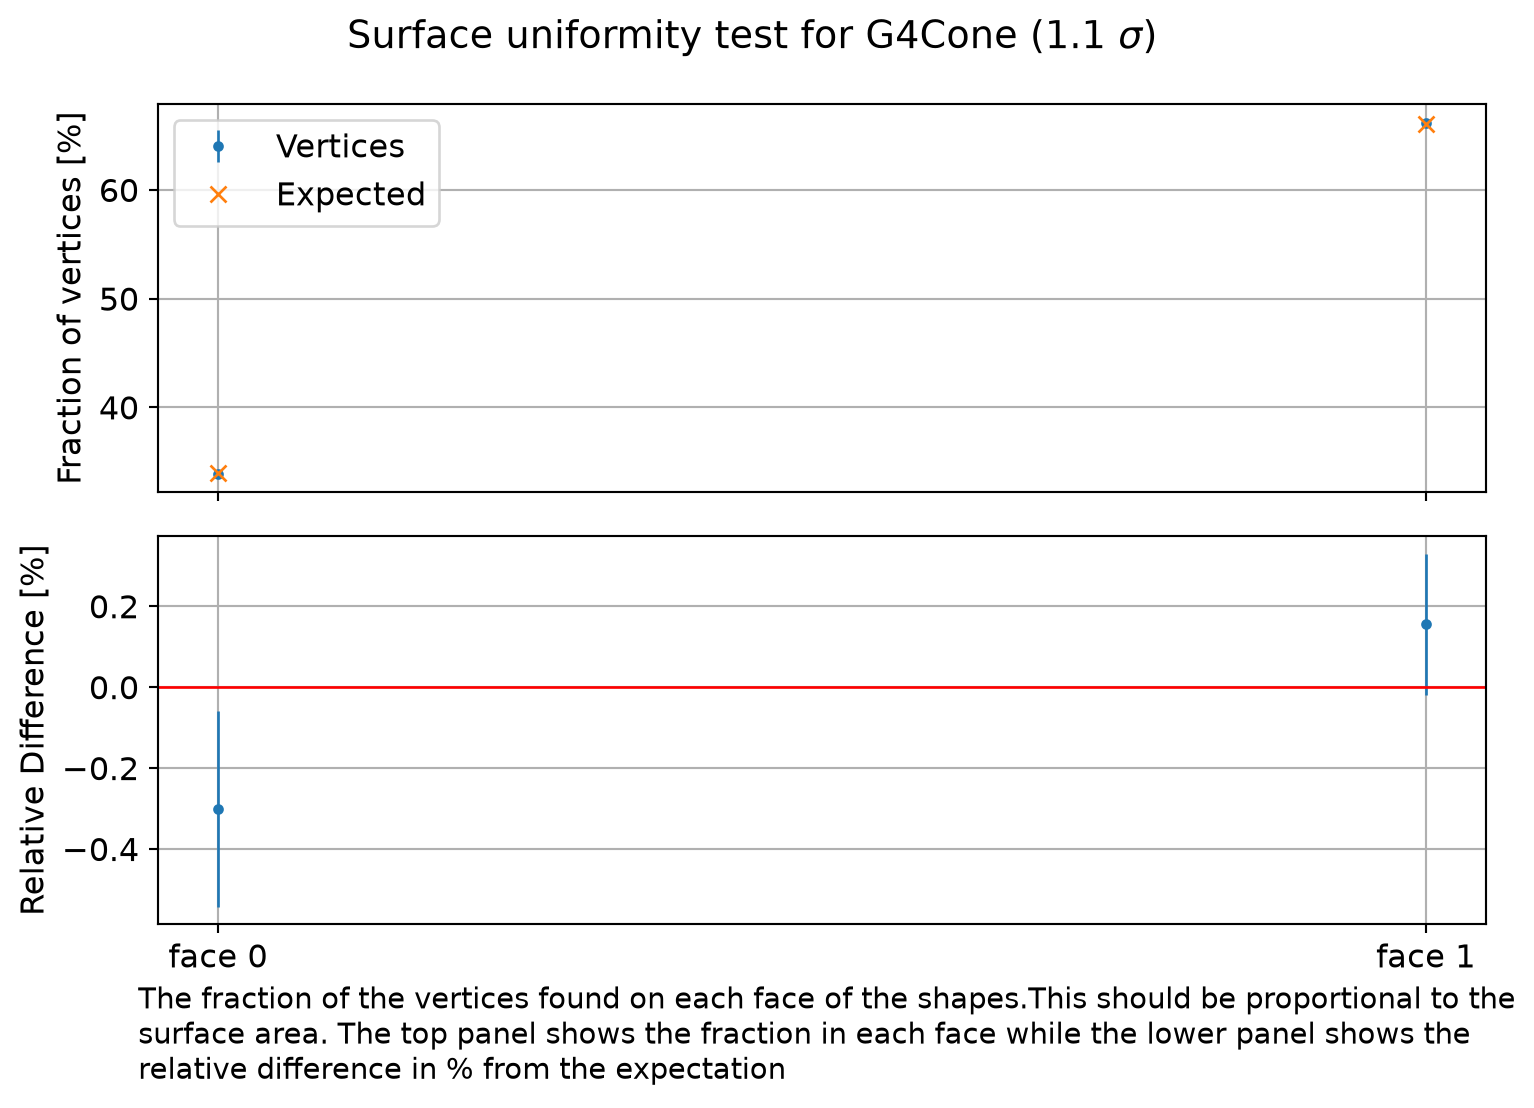 Surface uniformity test for G4Cone (1.1 σ)
Fraction of vertices [%]
60
50
40
Vertices
Expected
Relative Difference [%]
0.2
0.0
−0.2
−0.4
face 0
face 1
The fraction of the vertices found on each face of the shapes.This should be proportional to the
surface area. The top panel shows the fraction in each face while the lower panel shows the
relative difference in % from the expectation